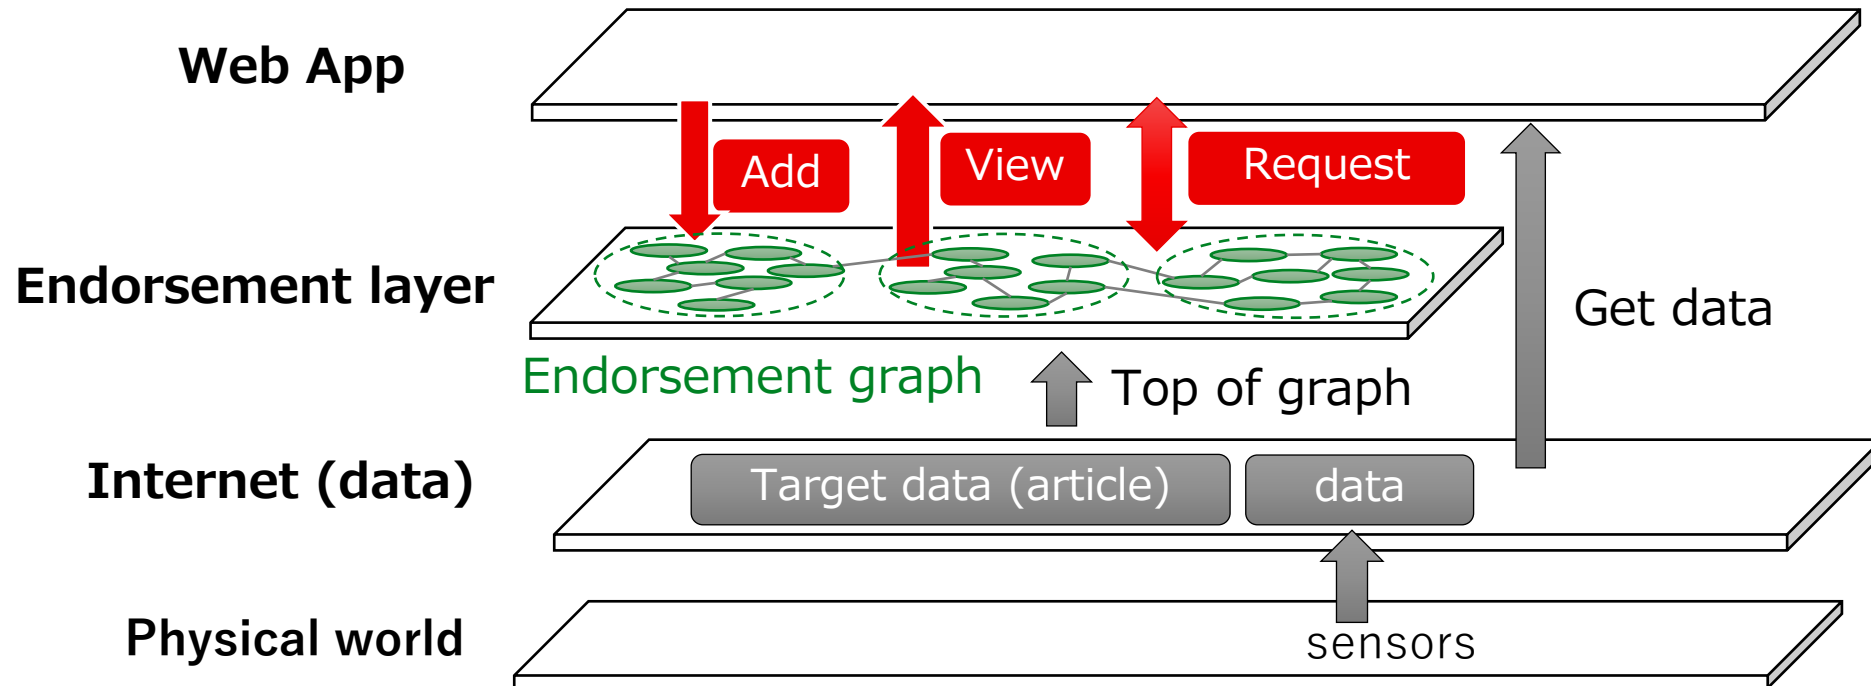 Web App
Add
View
Request
Endorsement layer
Get data
Endorsement graph
Top of graph
Internet (data)
Target data (article)
data
Physical world
sensors